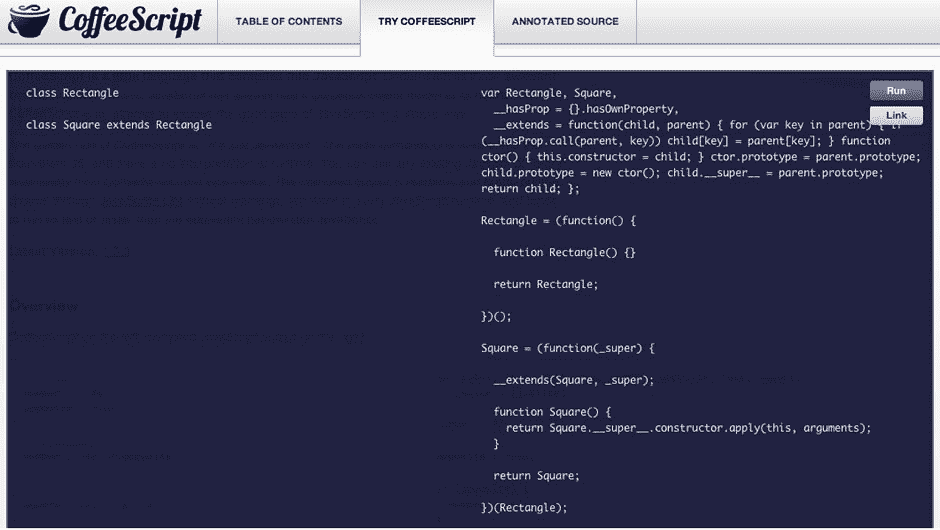 CoffeeScript
TABLE OF CONTENTS
TRY COFFEESCRIPT
ANNOTATED SOURCE
class Rectangle
class Square extends Rectangle
var Rectangle, Square,
__hasProp = {}.hasOwnProperty,
__extends = function(child, parent) { for (var key in parent) {
(__hasProp.call(parent, key)) child[key] = parent[key]; } function
ctor() { this.constructor = child; } ctor.prototype = parent.prototype;
child.prototype = new ctor(); child.__super__ = parent.prototype;
return child; };
Rectangle = (function() {
function Rectangle() {}
return Rectangle;
})();
Square = (function(_super) {
__extends(Square, _super);
function Square() {
return Square.__super__.constructor.apply(this, arguments);
}
return Square;
})(Rectangle);
Run
Link
Overview